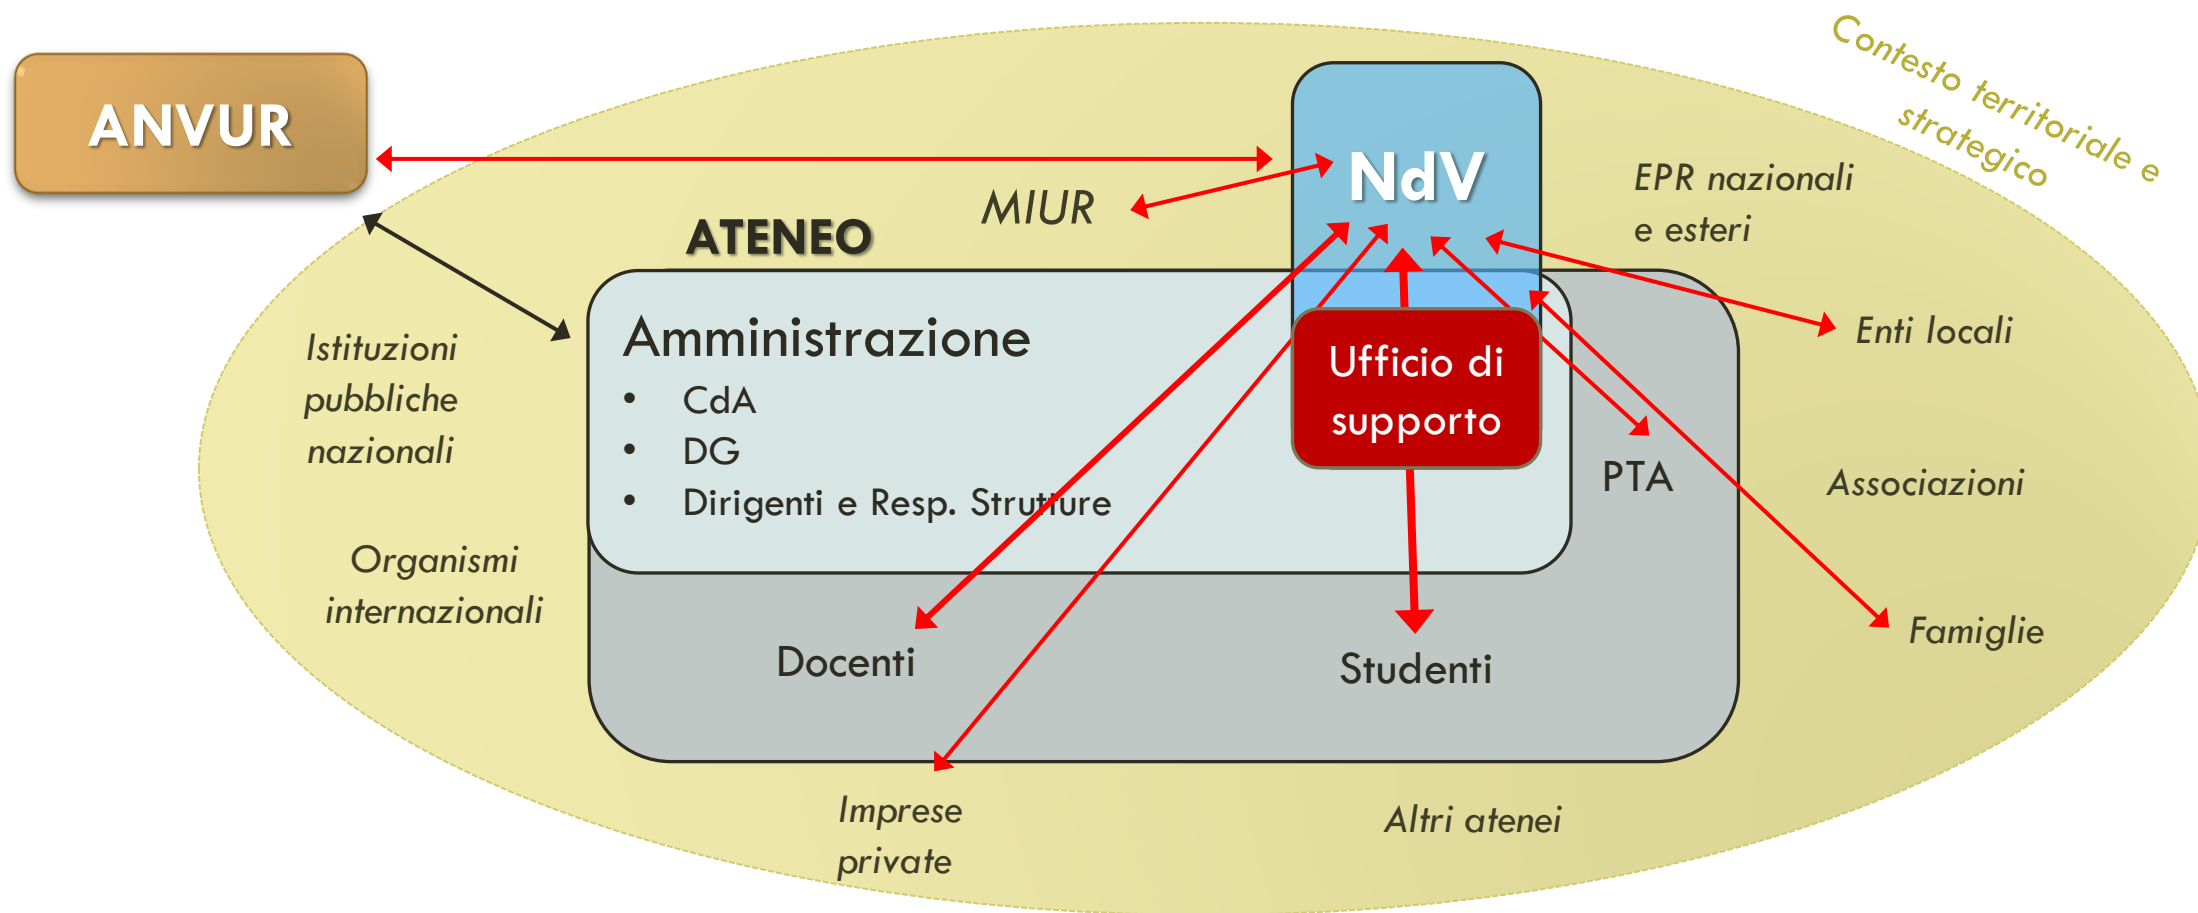 Contesto territoriale e
strategico
ANVUR
NdV
MIUR
EPR nazionali
e esteri
ATENEO
Amministrazione
• CdA
• DG
• Dirigenti e Resp. Strutture
Ufficio di
supporto
Istituzioni
pubbliche
nazionali
Enti locali
PTA
Associazioni
Organismi
internazionali
Famiglie
Docenti
Studenti
Imprese
private
Altri atenei